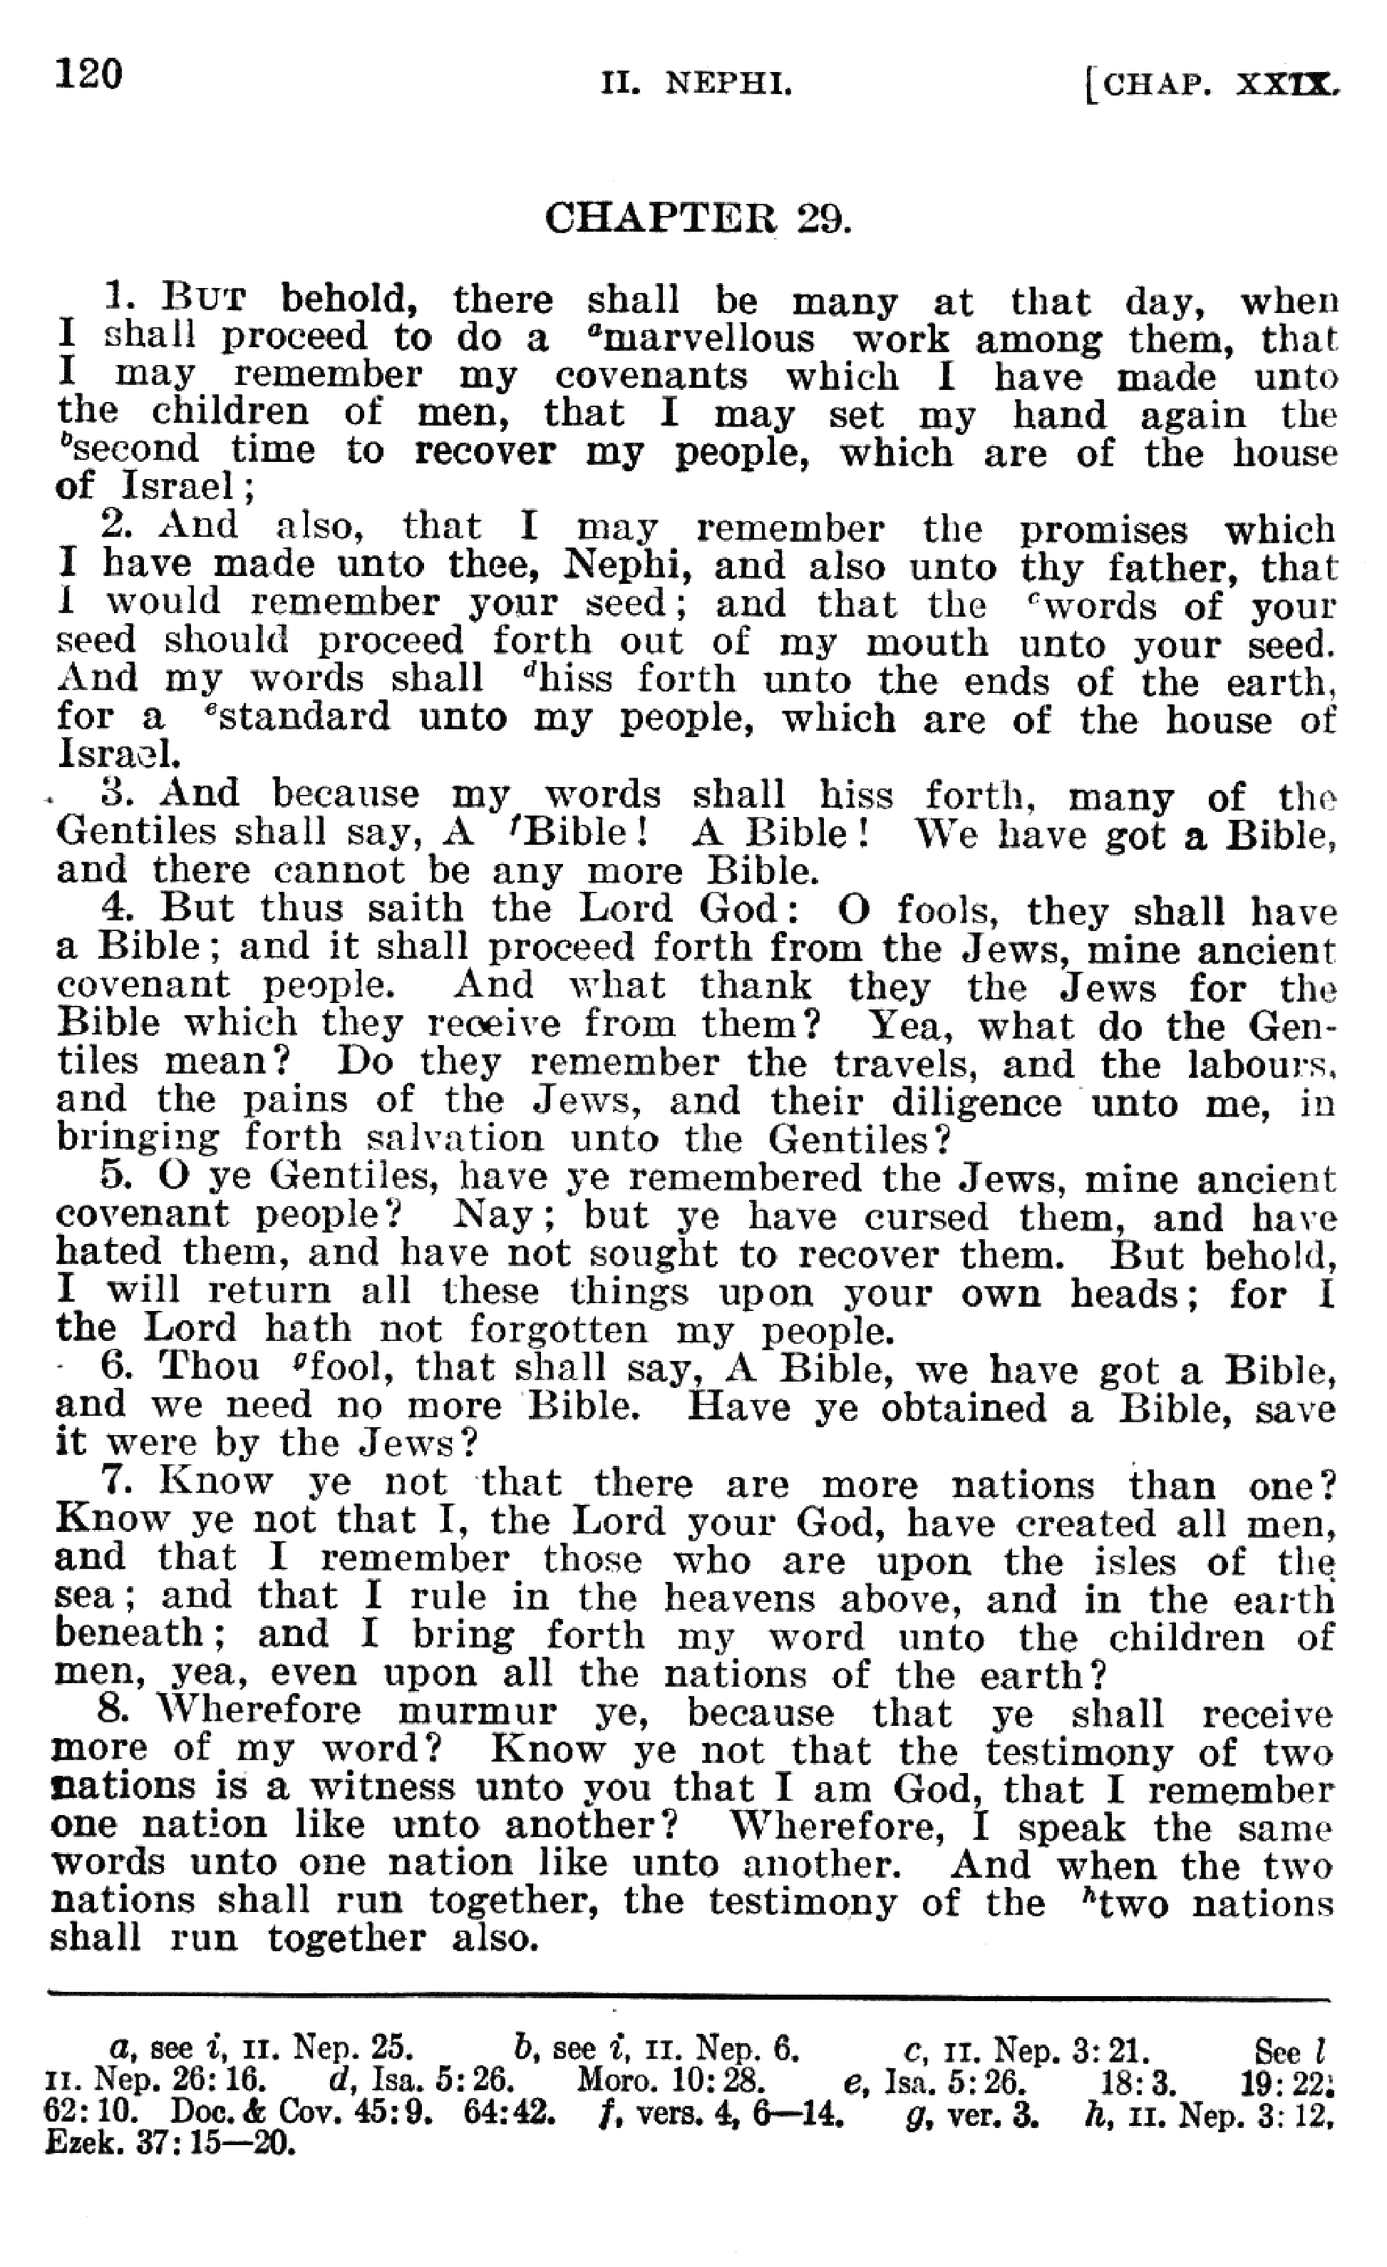 120 II. NEPHI. [CHAP. XXIX.
CHAPTER 29.
1. BUT behold, there shall be many at that day, when
I shall proceed to do a ᵃmarvellous work among them, that
I may remember my covenants which I have made unto
the children of men, that I may set my hand again the
ᵇsecond time to recover my people, which are of the house
of Israel;
2. And also, that I may remember the promises which
I have made unto thee, Nephi, and also unto thy father, that
I would remember your seed; and that the ᶜwords of your
seed should proceed forth out of my mouth unto your seed.
And my words shall ᵈhiss forth unto the ends of the earth,
for a ᵉstandard unto my people, which are of the house of
Israel.
3. And because my words shall hiss forth, many of the
Gentiles shall say, A ᶠBible! A Bible! We have got a Bible,
and there cannot be any more Bible.
4. But thus saith the Lord God: O fools, they shall have
a Bible; and it shall proceed forth from the Jews, mine ancient
covenant people. And what thank they the Jews for the
Bible which they receive from them? Yea, what do the Gen-
tiles mean? Do they remember the travels, and the labours,
and the pains of the Jews, and their diligence unto me, in
bringing forth salvation unto the Gentiles?
5. O ye Gentiles, have ye remembered the Jews, mine ancient
covenant people? Nay; but ye have cursed them, and have
hated them, and have not sought to recover them. But behold,
I will return all these things upon your own heads; for I
the Lord hath not forgotten my people.
6. Thou ᵍfool, that shall say, A Bible, we have got a Bible,
and we need no more Bible. Have ye obtained a Bible, save
it were by the Jews?
7. Know ye not that there are more nations than one?
Know ye not that I, the Lord your God, have created all men,
and that I remember those who are upon the isles of the
sea; and that I rule in the heavens above, and in the earth
beneath; and I bring forth my word unto the children of
men, yea, even upon all the nations of the earth?
8. Wherefore murmur ye, because that ye shall receive
more of my word? Know ye not that the testimony of two
nations is a witness unto you that I am God, that I remember
one nation like unto another? Wherefore, I speak the same
words unto one nation like unto another. And when the two
nations shall run together, the testimony of the ʰtwo nations
shall run together also.
a, see i, II. Nep. 25. b, see i, II. Nep. 6. c, II. Nep. 3:21. See l
II. Nep. 26:16. d, Isa. 5:26. Moro. 10:28. e, Isa. 5:26. 18:3. 19:22.
62:10. Doc. & Cov. 45:9. 64:42. f, vers. 4, 6—14. g, ver. 3. h, II. Nep. 3:12.
Ezek. 37:15—20.